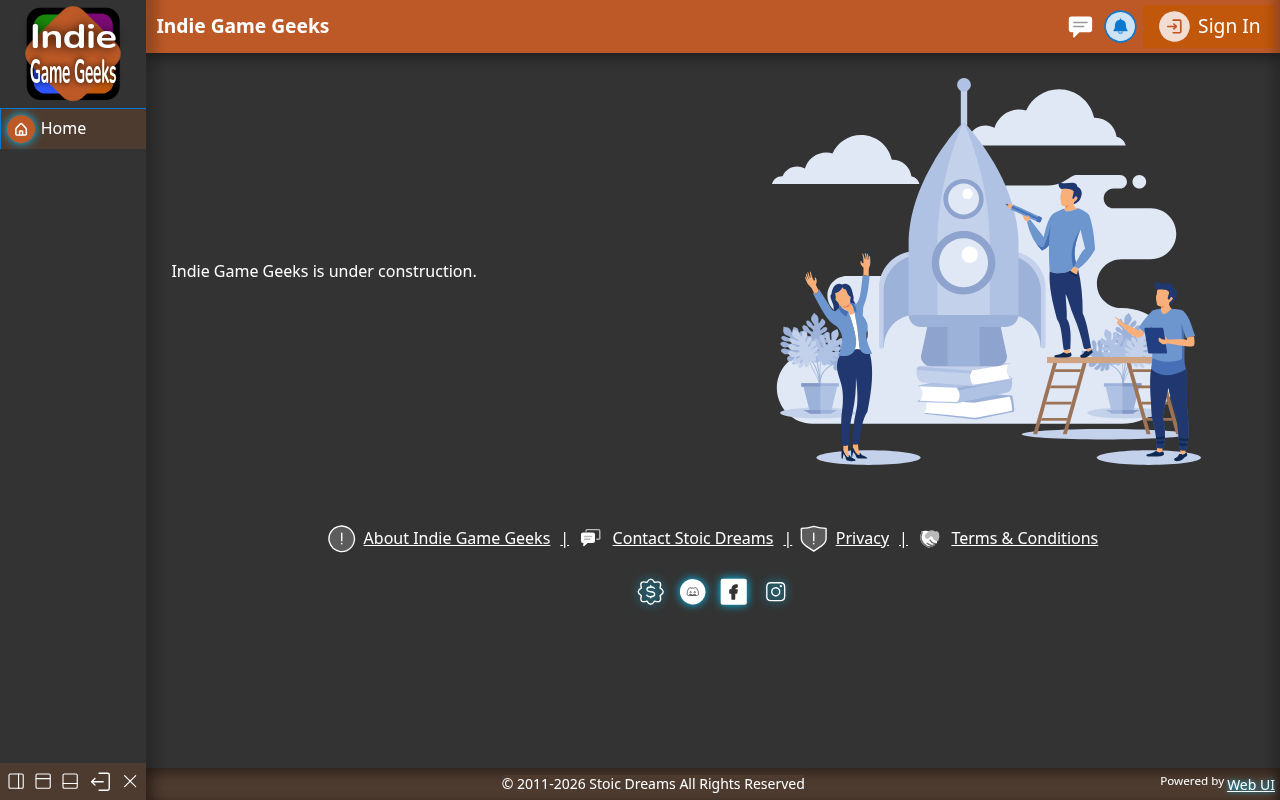 Indie
Game Geeks
Indie Game Geeks
Sign In
Home
Indie Game Geeks is under construction.
About Indie Game Geeks | Contact Stoic Dreams | Privacy | Terms & Conditions
© 2011-2026 Stoic Dreams All Rights Reserved
Powered by Web UI